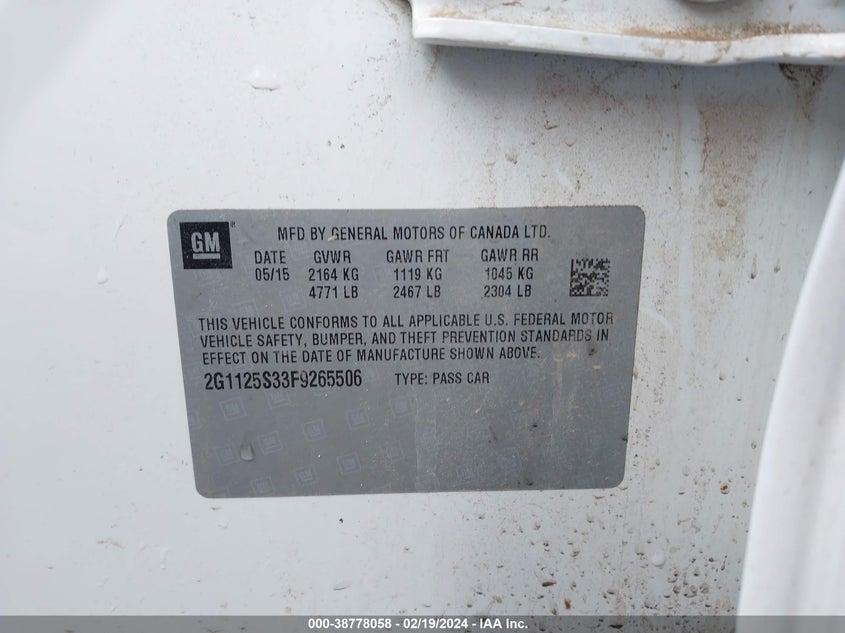 GM
MFD BY GENERAL MOTORS OF CANADA LTD.
DATE GVWR GAWR FRT GAWR RR
05/15 2164 KG 1119 KG 1045 KG
4771 LB 2467 LB 2304 LB
THIS VEHICLE CONFORMS TO ALL APPLICABLE U.S. FEDERAL MOTOR
VEHICLE SAFETY, BUMPER, AND THEFT PREVENTION STANDARDS IN
EFFECT ON THE DATE OF MANUFACTURE SHOWN ABOVE.
2G1125S33F9265506 TYPE: PASS CAR
000-38778058 - 02/19/2024 - IAA Inc.